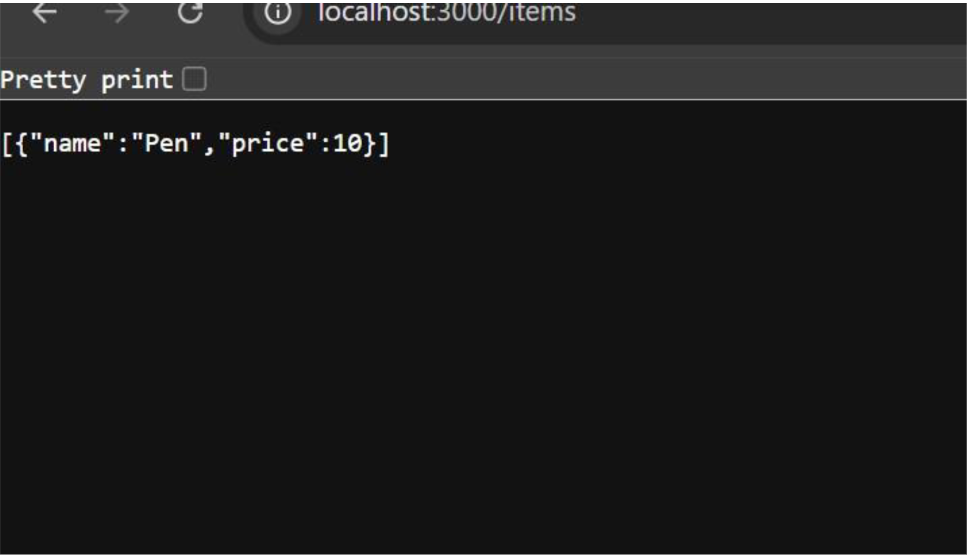 localhost:3000/items
Pretty print
[{"name":"Pen","price":10}]